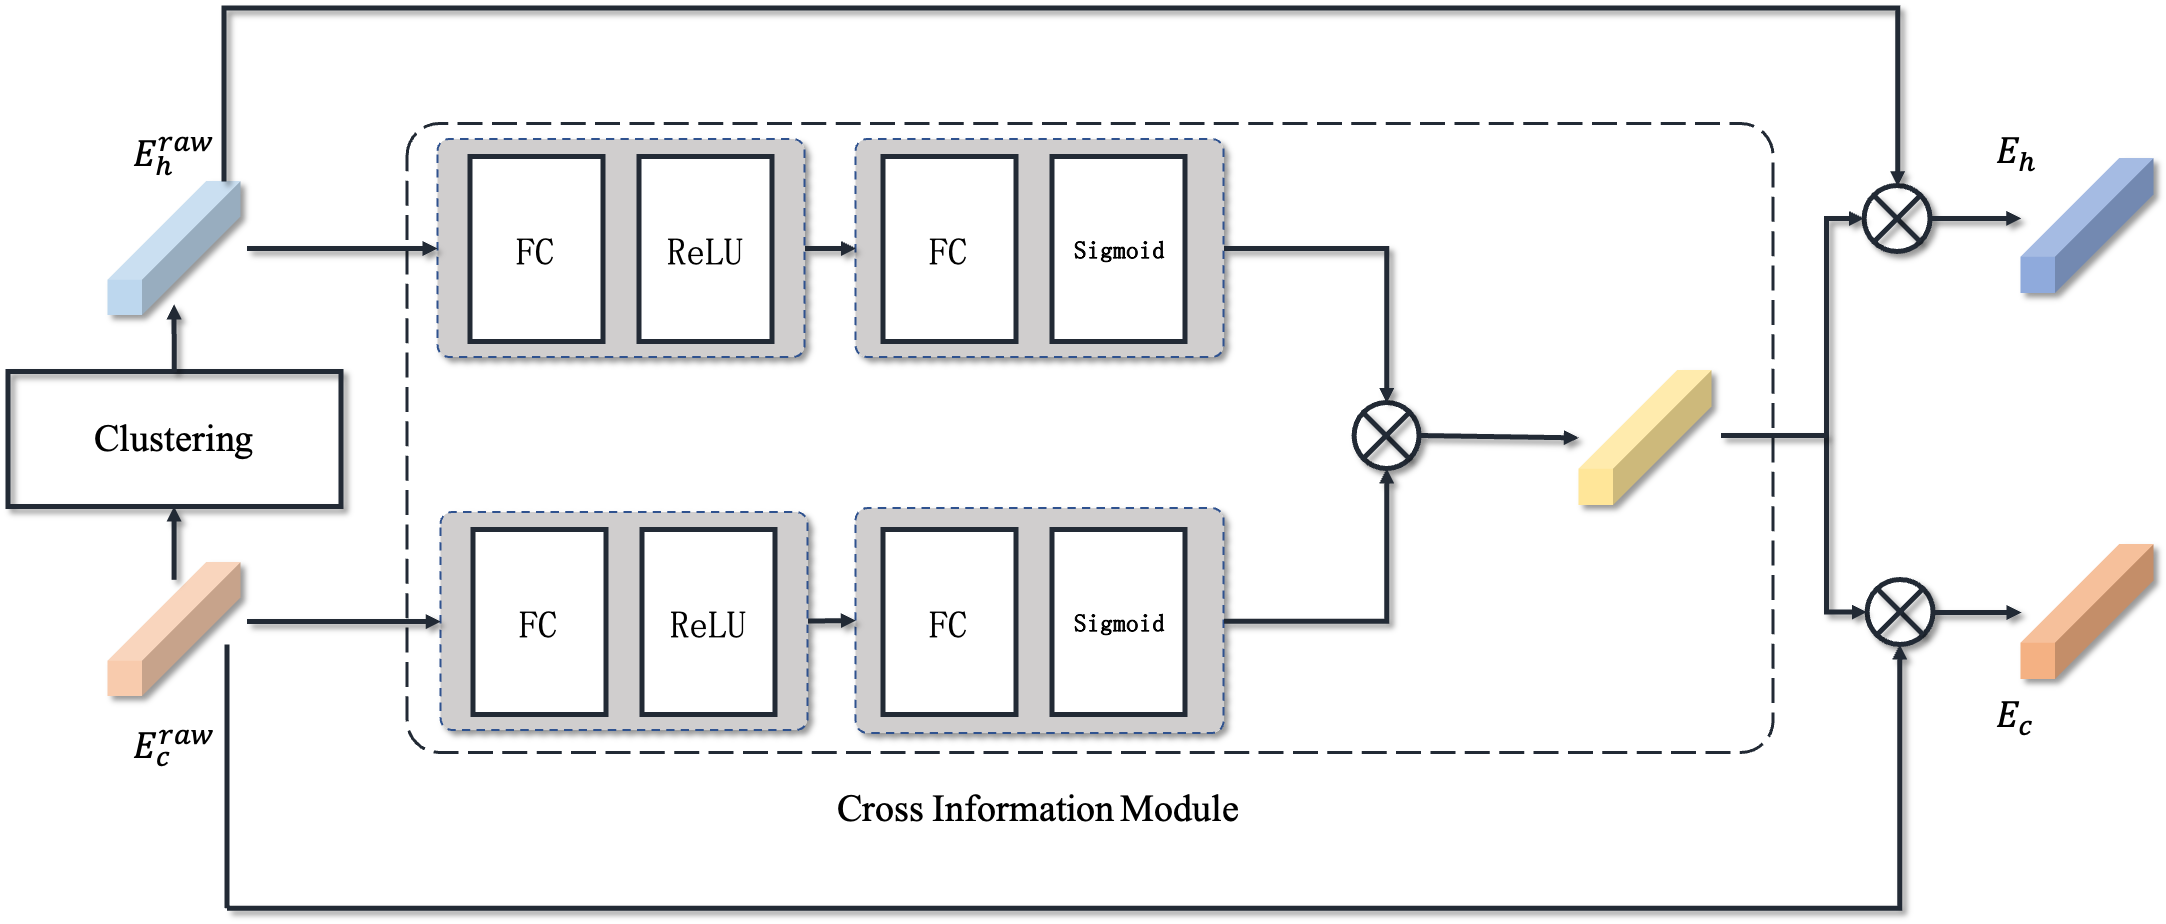 E_h^{raw}
E_h
FC
ReLU
FC
Sigmoid
Clustering
FC
ReLU
FC
Sigmoid
E_c^{raw}
E_c
Cross Information Module